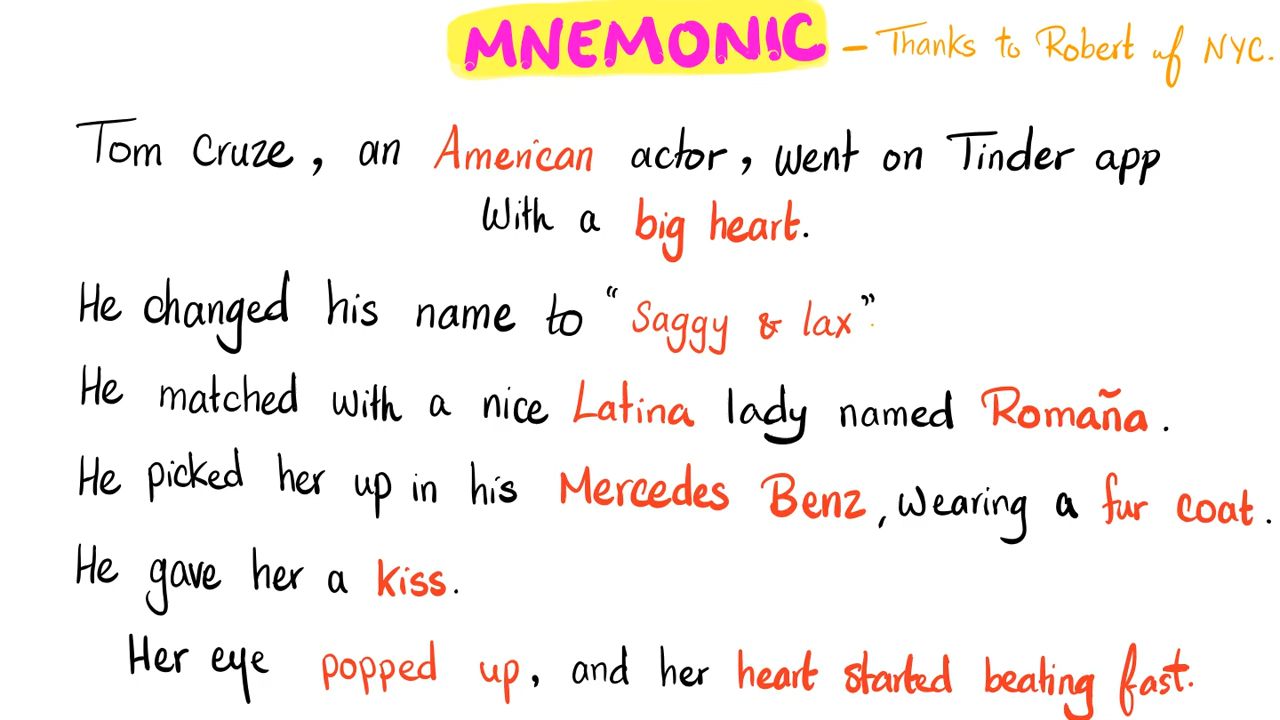 MNEMONIC - Thanks to Robert of NYC.
Tom Cruze, an American actor, went on Tinder app
With a big heart.
He changed his name to "Saggy & lax".
He matched with a nice Latina lady named Romaña.
He picked her up in his Mercedes Benz, wearing a fur coat.
He gave her a kiss.
Her eye popped up, and her heart started beating fast.